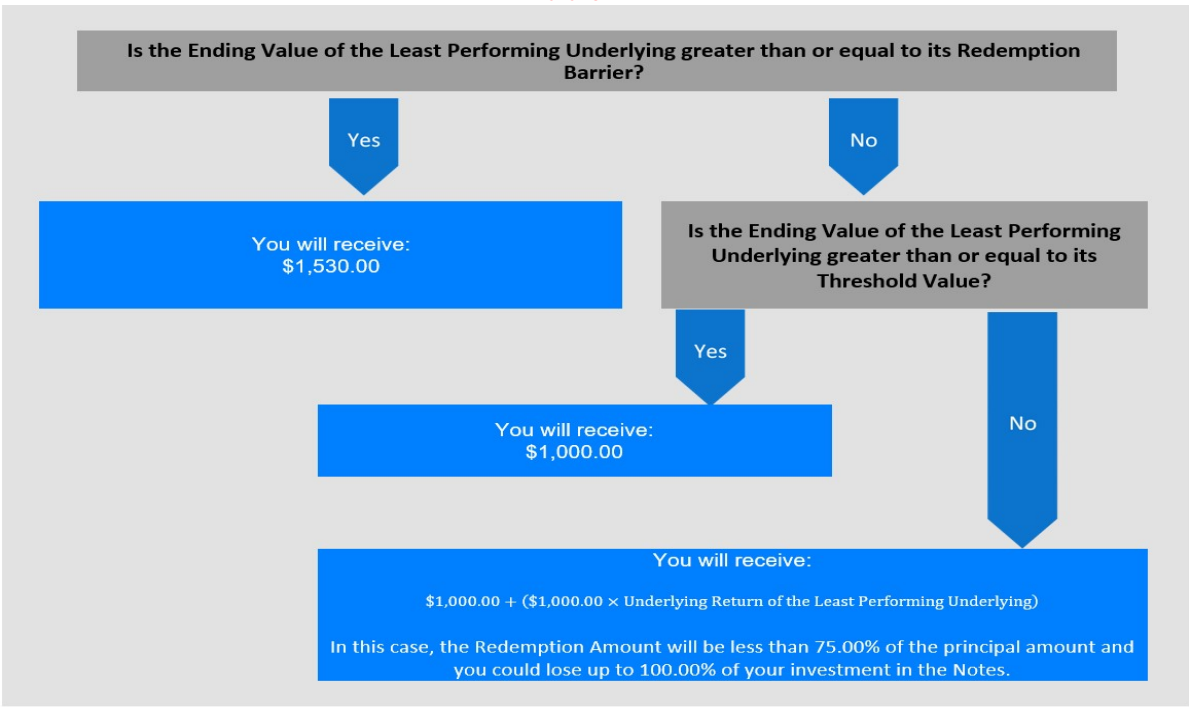 Is the Ending Value of the Least Performing Underlying greater than or equal to its Redemption
Barrier?
Yes
No
You will receive:
$1,530.00
Is the Ending Value of the Least Performing
Underlying greater than or equal to its
Threshold Value?
Yes
No
You will receive:
$1,000.00
You will receive:
$1,000.00 + ($1,000.00 × Underlying Return of the Least Performing Underlying)
In this case, the Redemption Amount will be less than 75.00% of the principal amount and
you could lose up to 100.00% of your investment in the Notes.